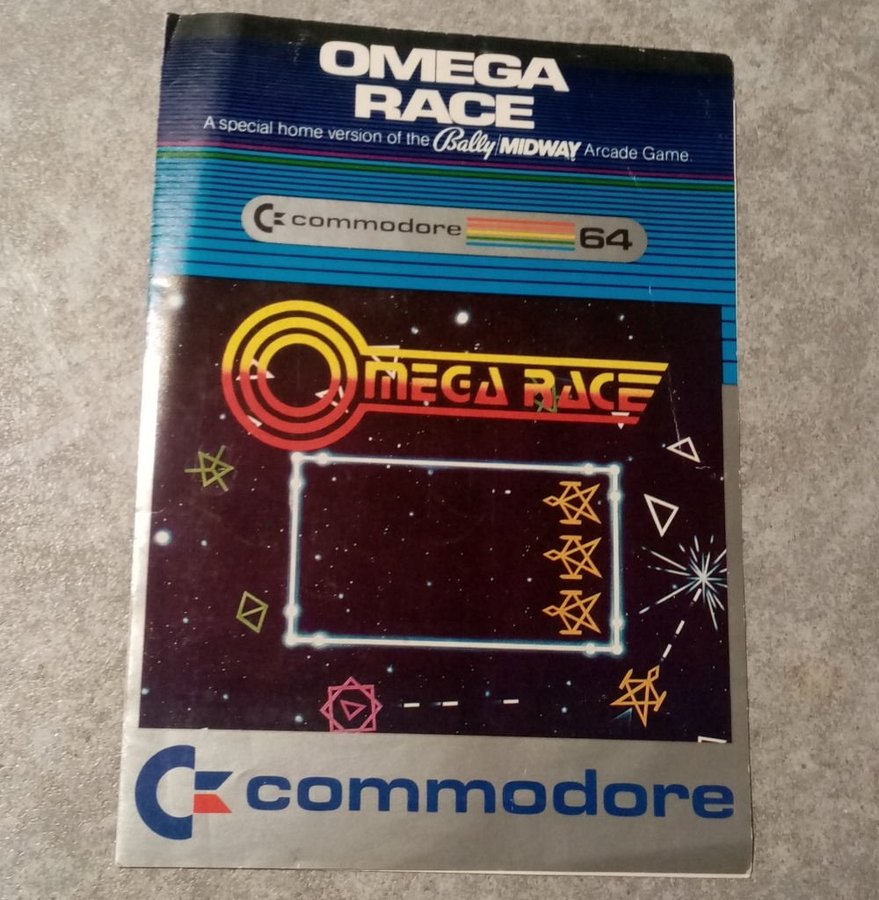 OMEGA
RACE
A special home version of the Bally/MIDWAY Arcade Game.
commodore 64
OMEGA RACE
commodore